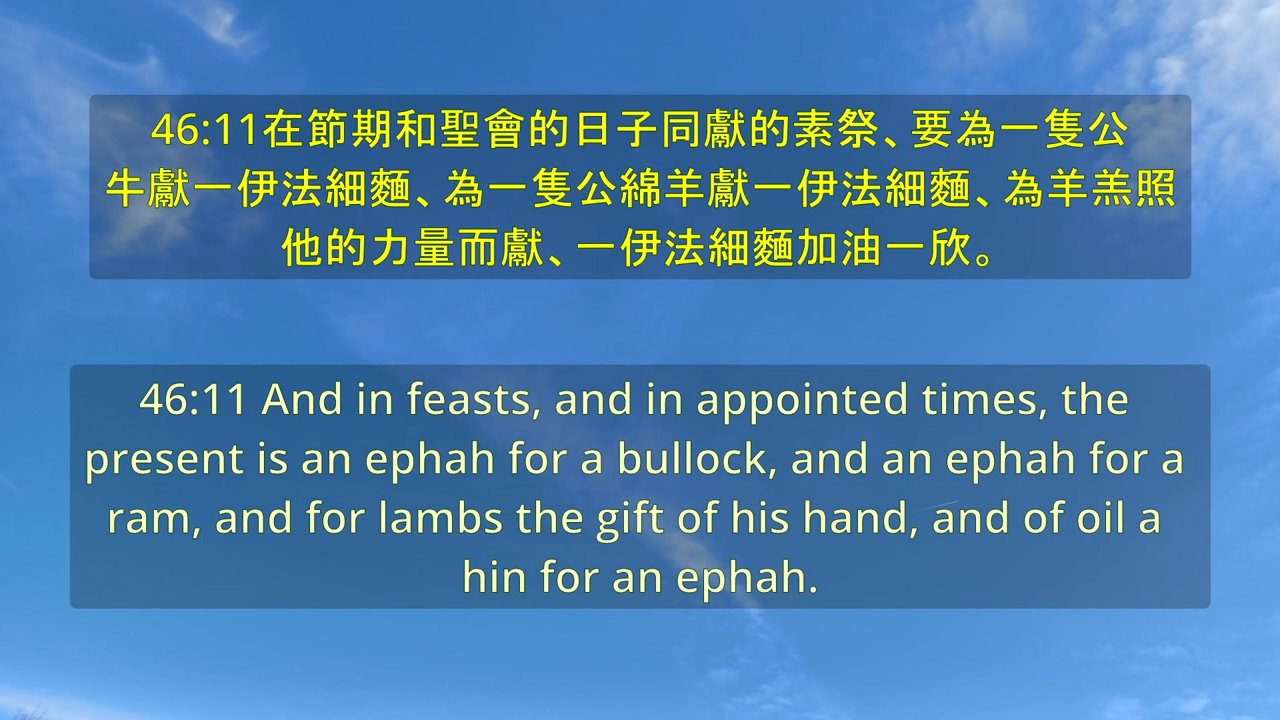 46:11在節期和聖會的日子同獻的素祭、要為一隻公
牛獻一伊法細麵、為一隻公綿羊獻一伊法細麵、為羊羔照
他的力量而獻、一伊法細麵加油一欣。
46:11 And in feasts, and in appointed times, the
present is an ephah for a bullock, and an ephah for a
ram, and for lambs the gift of his hand, and of oil a
hin for an ephah.